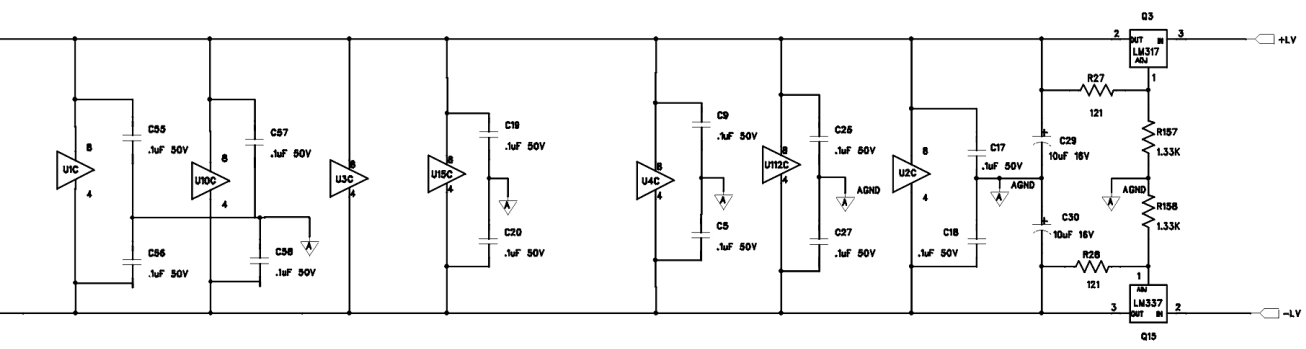 Q3
2 OUT IN 3
+LV
LM317
ADJ
1
R27
121
C55
.1uF 50V
C57
.1uF 50V
C19
.1uF 50V
C9
.1uF 50V
C25
.1uF 50V
C17
.1uF 50V
C29
10uF 16V
R157
1.33K
8
U1C
4
8
U10C
4
8
U3C
4
8
U15C
4
8
U4C
4
8
U112C
4
8
U2C
4
A
A
A
A AGND
A AGND
A AGND
C56
.1uF 50V
C58
.1uF 50V
C20
.1uF 50V
C5
.1uF 50V
C27
.1uF 50V
C18
.1uF 50V
C30
10uF 16V
R158
1.33K
R28
121
1
ADJ
LM337
3 OUT IN 2
-LV
Q15